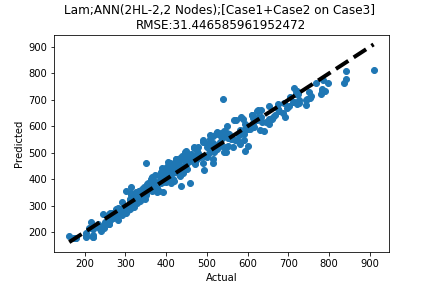 Lam;ANN(2HL-2,2 Nodes);[Case1+Case2 on Case3]
RMSE:31.446585961952472
900
800
700
600
500
400
300
200
Predicted
200 300 400 500 600 700 800 900
Actual